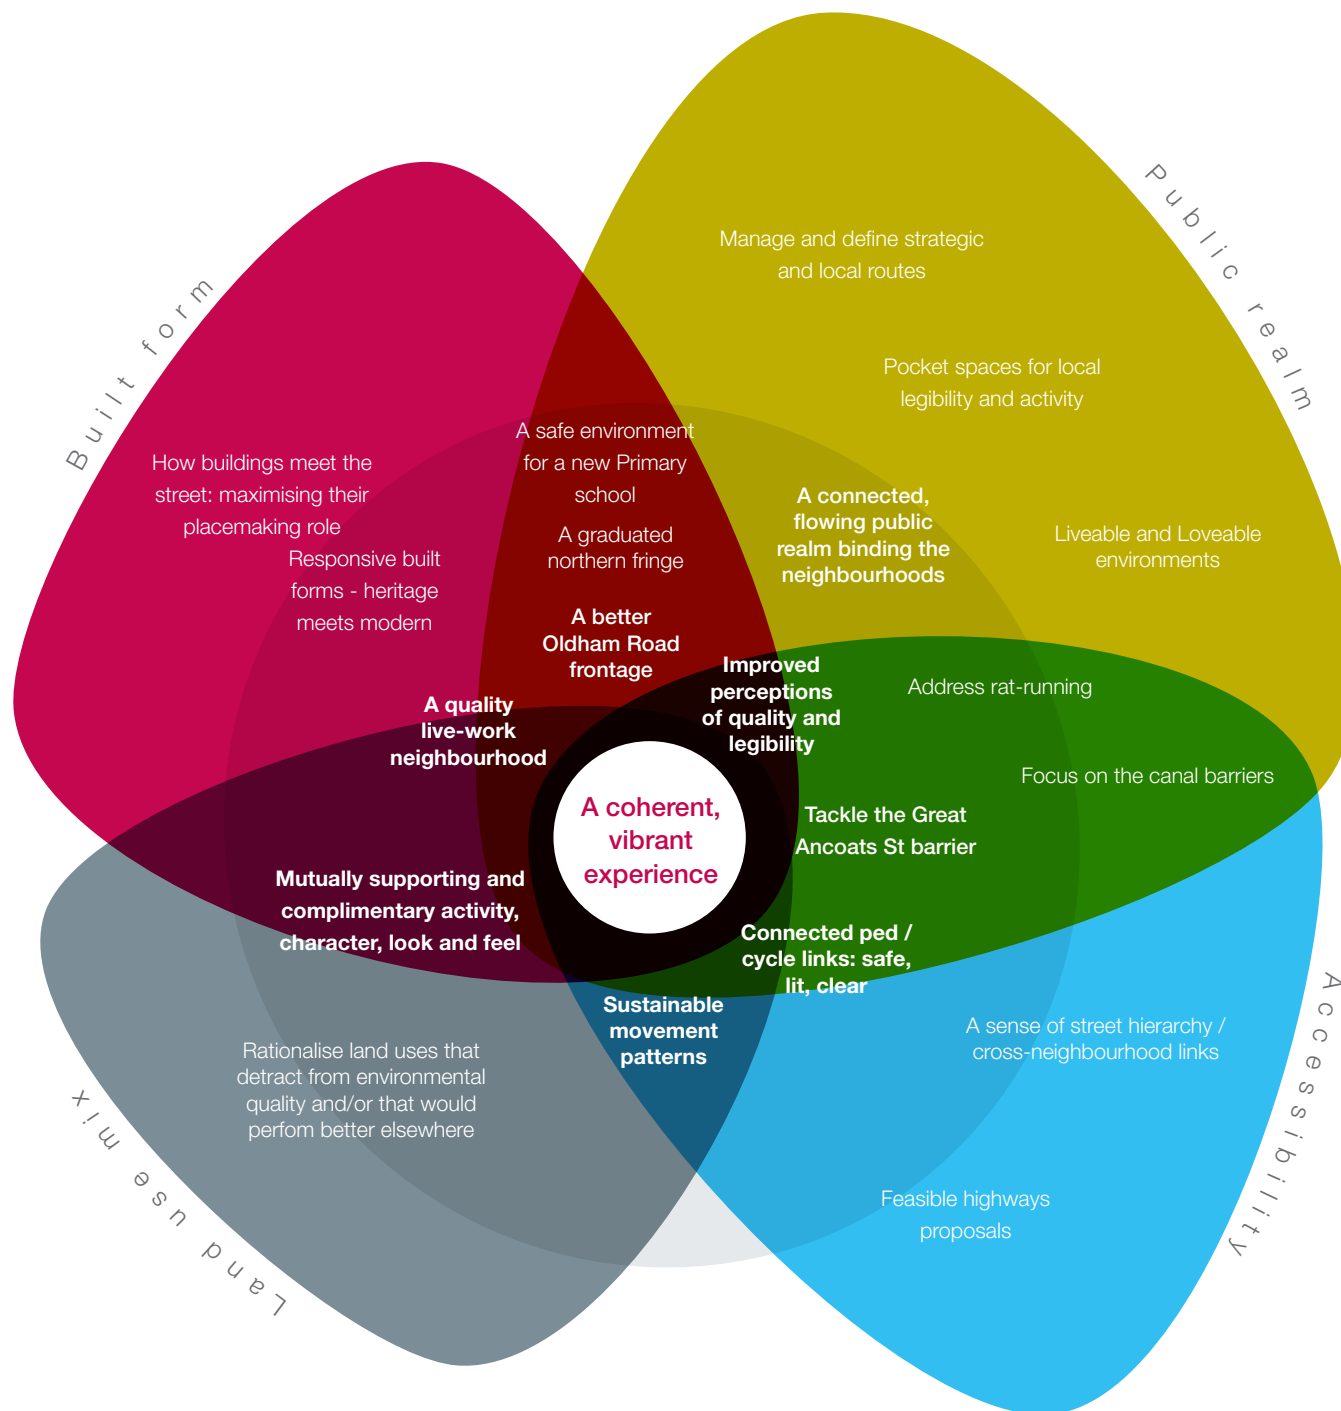 Public realm
Manage and define strategic
and local routes
Pocket spaces for local
legibility and activity
Built form
A safe environment
for a new Primary
school
How buildings meet the
street: maximising their
placemaking role
A connected,
flowing public
realm binding the
neighbourhoods
A graduated
northern fringe
Liveable and Loveable
environments
Responsive built
forms - heritage
meets modern
A better
Oldham Road
frontage
Improved
perceptions
of quality and
legibility
Address rat-running
A quality
live-work
neighbourhood
Focus on the canal barriers
A coherent,
vibrant
experience
Tackle the Great
Ancoats St barrier
Mutually supporting and
complimentary activity,
character, look and feel
Connected ped /
cycle links: safe,
lit, clear
Sustainable
movement
patterns
A sense of street hierarchy /
cross-neighbourhood links
Accessibility
Rationalise land uses that
detract from environmental
quality and/or that would
perfom better elsewhere
Land use mix
Feasible highways
proposals